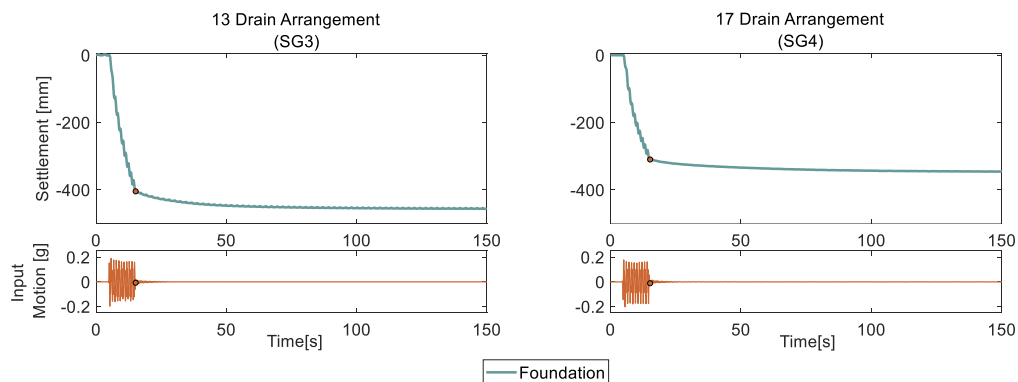 13 Drain Arrangement
(SG3)
Settlement [mm]
0
-200
-400
0 50 100 150
Input
Motion [g]
0.2
0
-0.2
0 50 100 150
Time[s]
17 Drain Arrangement
(SG4)
0
-200
-400
0 50 100 150
0.2
0
-0.2
0 50 100 150
Time[s]
Foundation